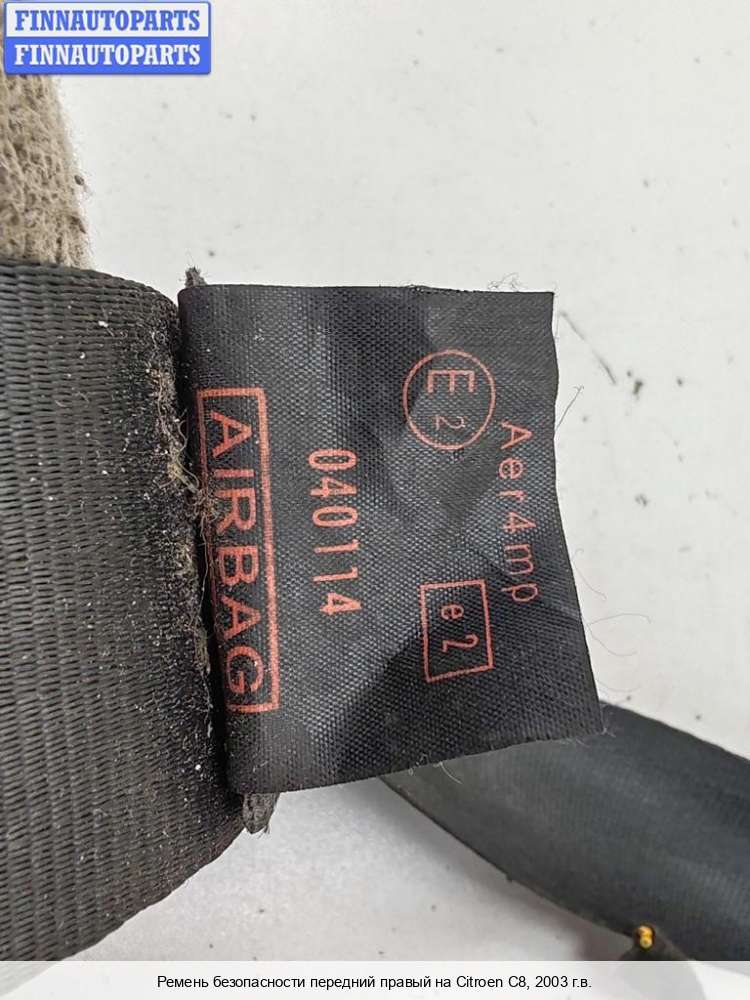 FINNAUTOPARTS
FINNAUTOPARTS
Aer4mp
E2 e2
040114
AIRBAG
Ремень безопасности передний правый на Citroen C8, 2003 г.в.